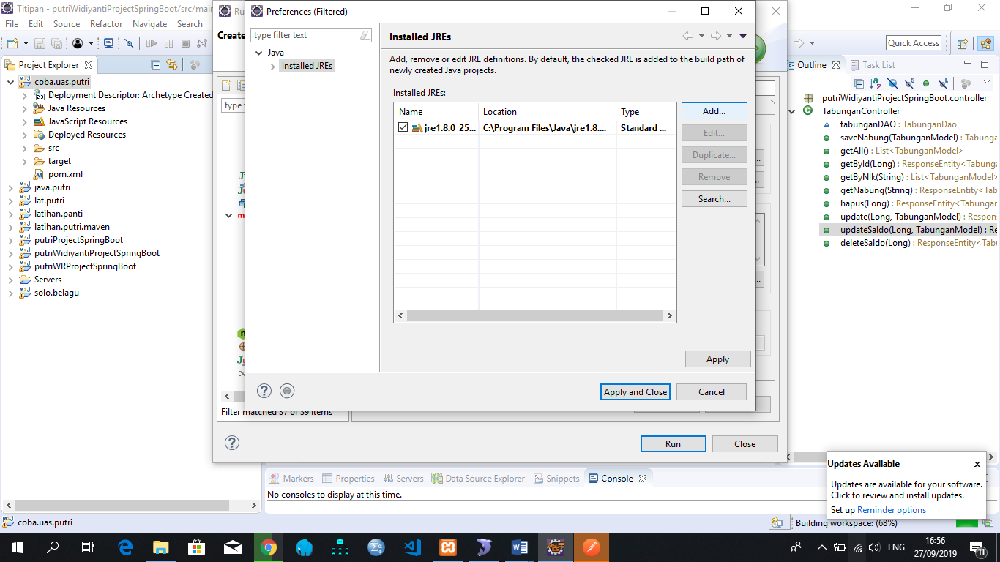 Titipan - putriWidiyantiProjectSpringBoot/src/main
File Edit Source Refactor Navigate Search
Quick Access
Project Explorer
coba.uas.putri
Deployment Descriptor: Archetype Created
Java Resources
JavaScript Resources
Deployed Resources
src
target
pom.xml
java.putri
lat.putri
latihan.panti
latihan.putri.maven
putriProjectSpringBoot
putriWidiyantiProjectSpringBoot
putriWRProjectSpringBoot
Servers
solo.belagu
coba.uas.putri
Create
Filter matched 37 of 39 items
Run
Close
Preferences (Filtered)
type filter text
Java
Installed JREs
Installed JREs
Add, remove or edit JRE definitions. By default, the checked JRE is added to the build path of
newly created Java projects.
Installed JREs:
Name Location Type
jre1.8.0_25... C:\Program Files\Java\jre1.8.... Standard ...
Add...
Edit...
Duplicate...
Remove
Search...
Apply
Apply and Close
Cancel
Outline
Task List
putriWidiyantiProjectSpringBoot.controller
TabunganController
tabunganDAO : TabunganDao
saveNabung(TabunganModel) : Tabunga
getAll() : List<TabunganModel>
getById(Long) : ResponseEntity<Tabung
getByNIk(String) : List<TabunganModel>
getNabung(String) : ResponseEntity<Tab
hapus(Long) : ResponseEntity<Tabungan
update(Long, TabunganModel) : Respon
updateSaldo(Long, TabunganModel) : Re
deleteSaldo(Long) : ResponseEntity<Tabu
Markers
Properties
Servers
Data Source Explorer
Snippets
Console
No consoles to display at this time.
Updates Available
Updates are available for your software.
Click to review and install updates.
Set up Reminder options
Building workspace: (68%)
ENG
16:56
27/09/2019
11